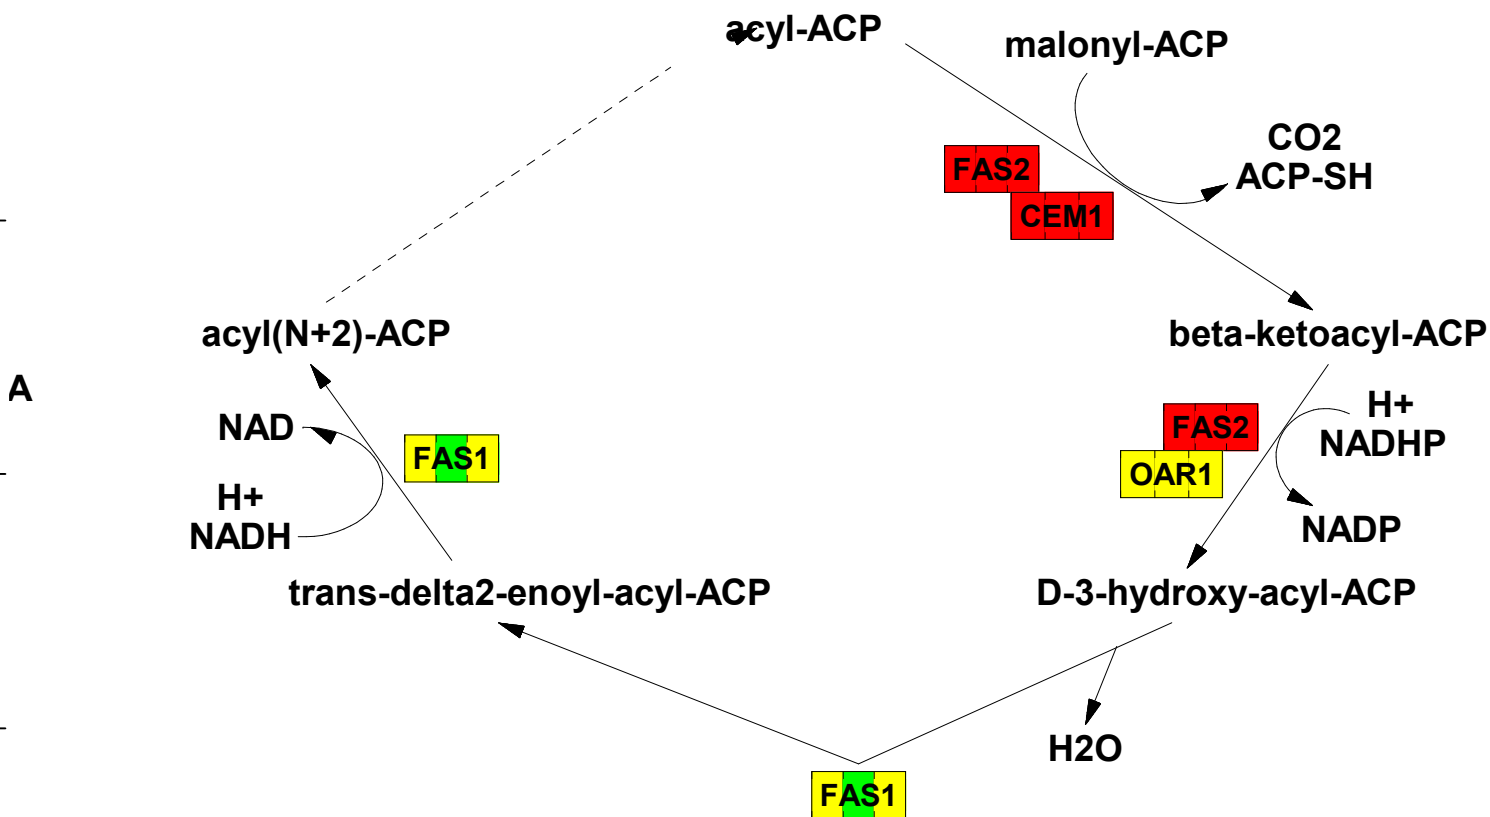 acyl-ACP
malonyl-ACP
CO2
ACP-SH
FAS2
CEM1
acyl(N+2)-ACP
beta-ketoacyl-ACP
A
NAD
FAS1
H+
NADH
FAS2
OAR1
H+
NADHP
NADP
trans-delta2-enoyl-acyl-ACP
D-3-hydroxy-acyl-ACP
H2O
FAS1